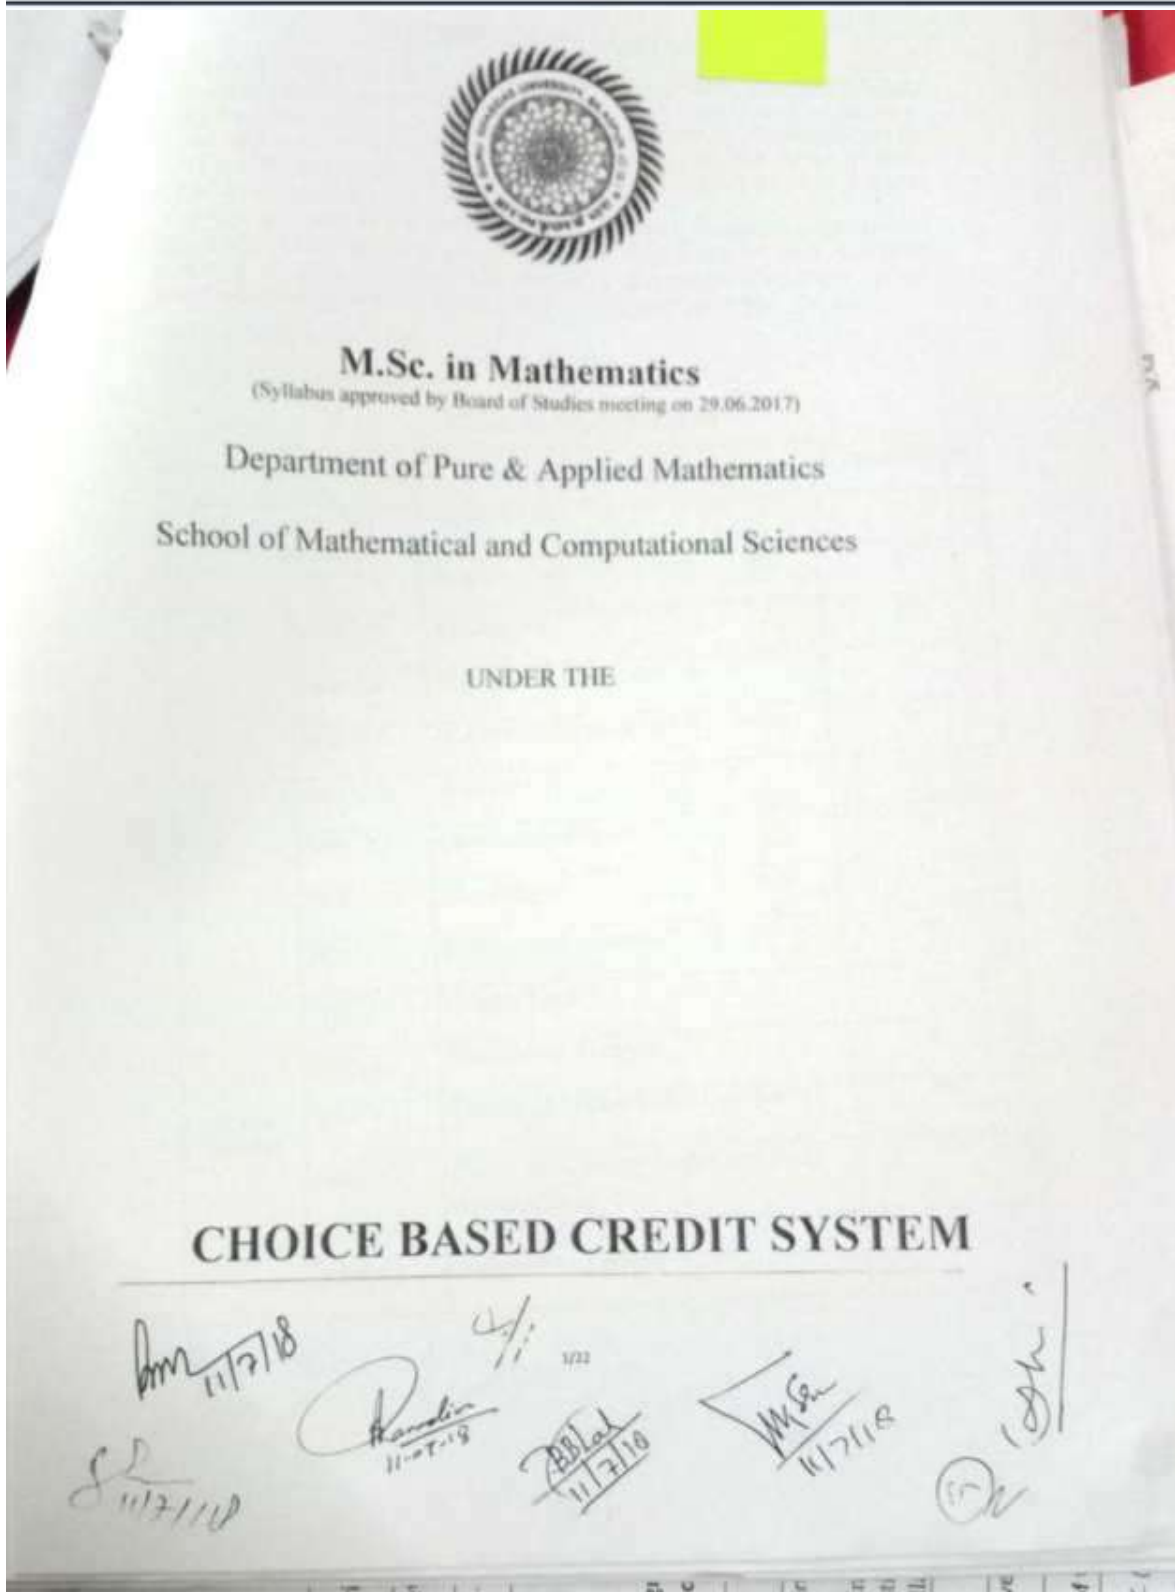 M.Sc. in Mathematics
(Syllabus approved by Board of Studies meeting on 29.06.2017)
Department of Pure & Applied Mathematics
School of Mathematical and Computational Sciences
UNDER THE
CHOICE BASED CREDIT SYSTEM
11/7/18
1/22
11-07-18
11/7/18
11/7/18
11/7/18